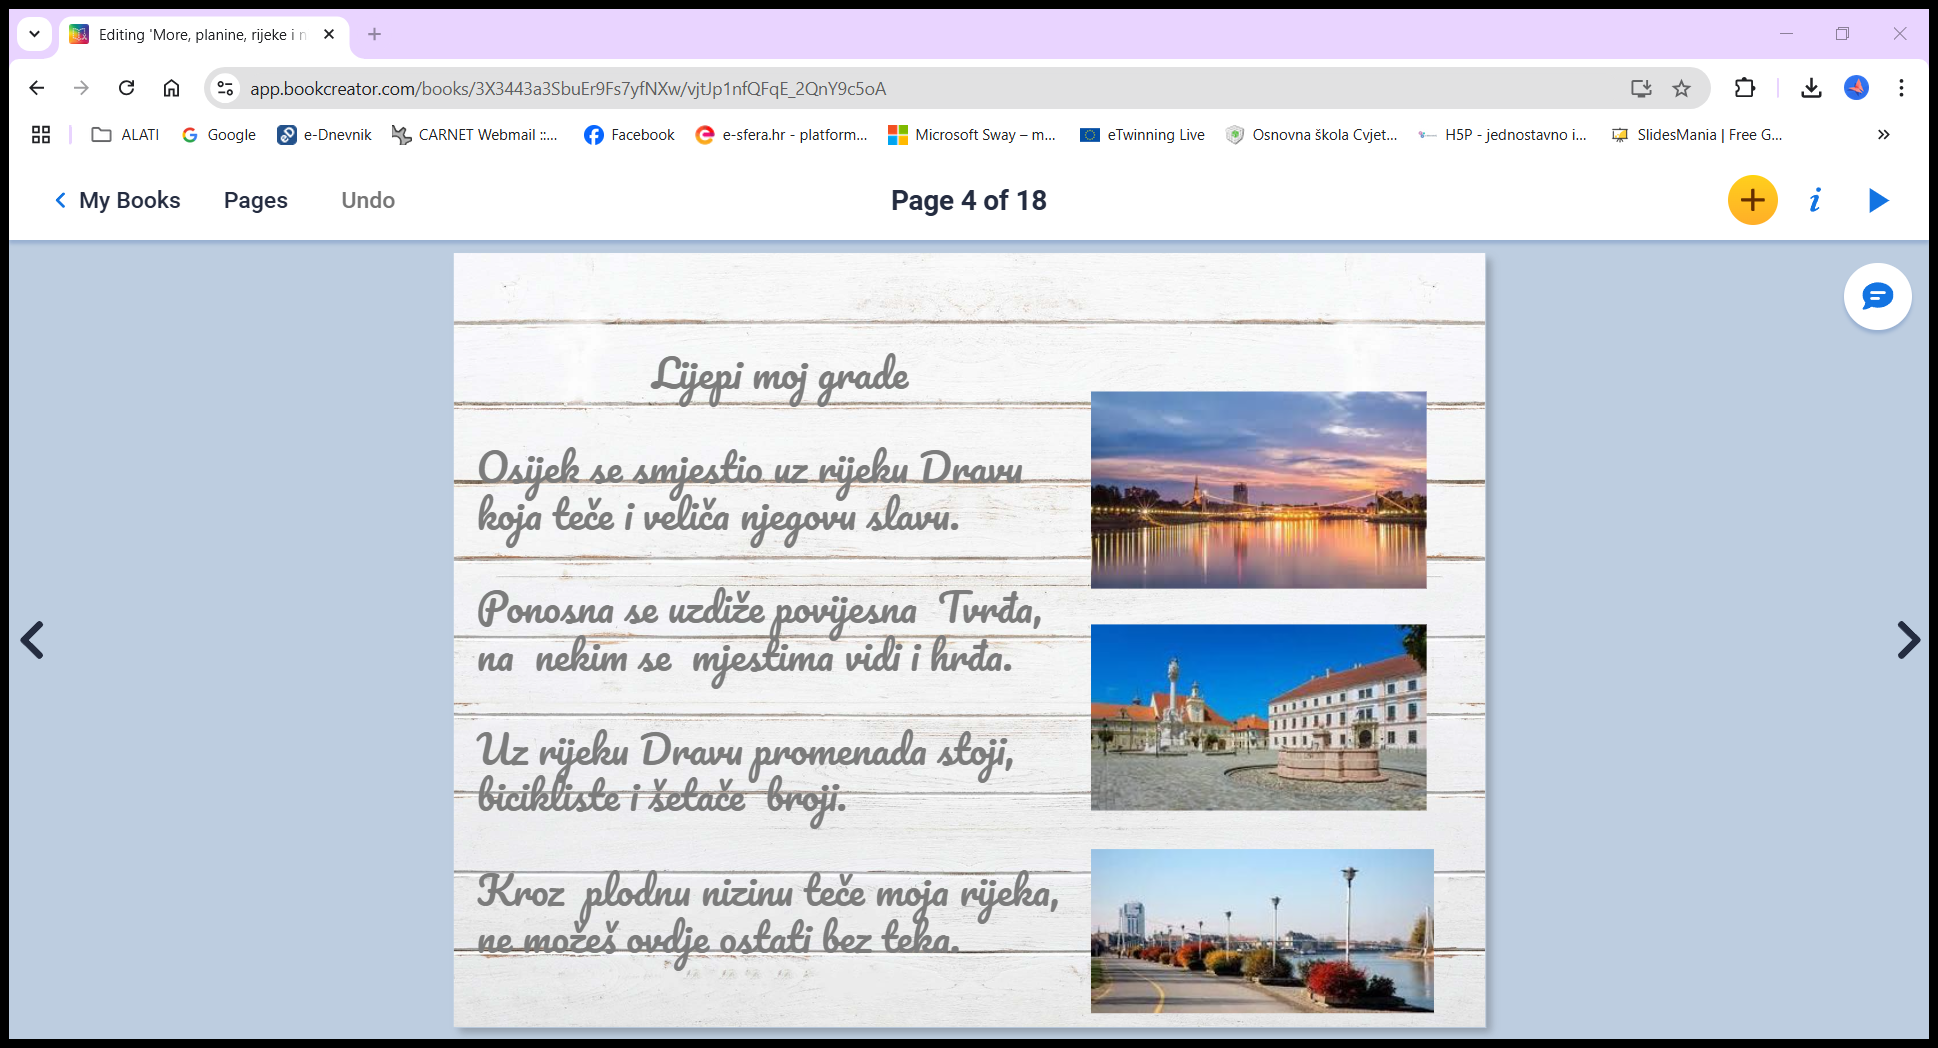 Editing 'More, planine, rijeke i n
app.bookcreator.com/books/3X3443a3SbuEr9Fs7yfNXw/vjtJp1nfQFqE_2QnY9c5oA
ALATI Google e-Dnevnik CARNET Webmail ::... Facebook e-sfera.hr - platform... Microsoft Sway – m... eTwinning Live Osnovna škola Cvjet... H5P - jednostavno i... SlidesMania | Free G...
My Books Pages Undo Page 4 of 18
Lijepi moj grade
Osijek se smjestio uz rijeku Dravu
koja teče i veliča njegovu slavu.
Ponosna se uzdiže povijesna Tvrđa,
na nekim se mjestima vidi i hrđa.
Uz rijeku Dravu promenada stoji,
bicikliste i šetače broji.
Kroz plodnu nizinu teče moja rijeka,
ne možeš ovdje ostati bez teka.